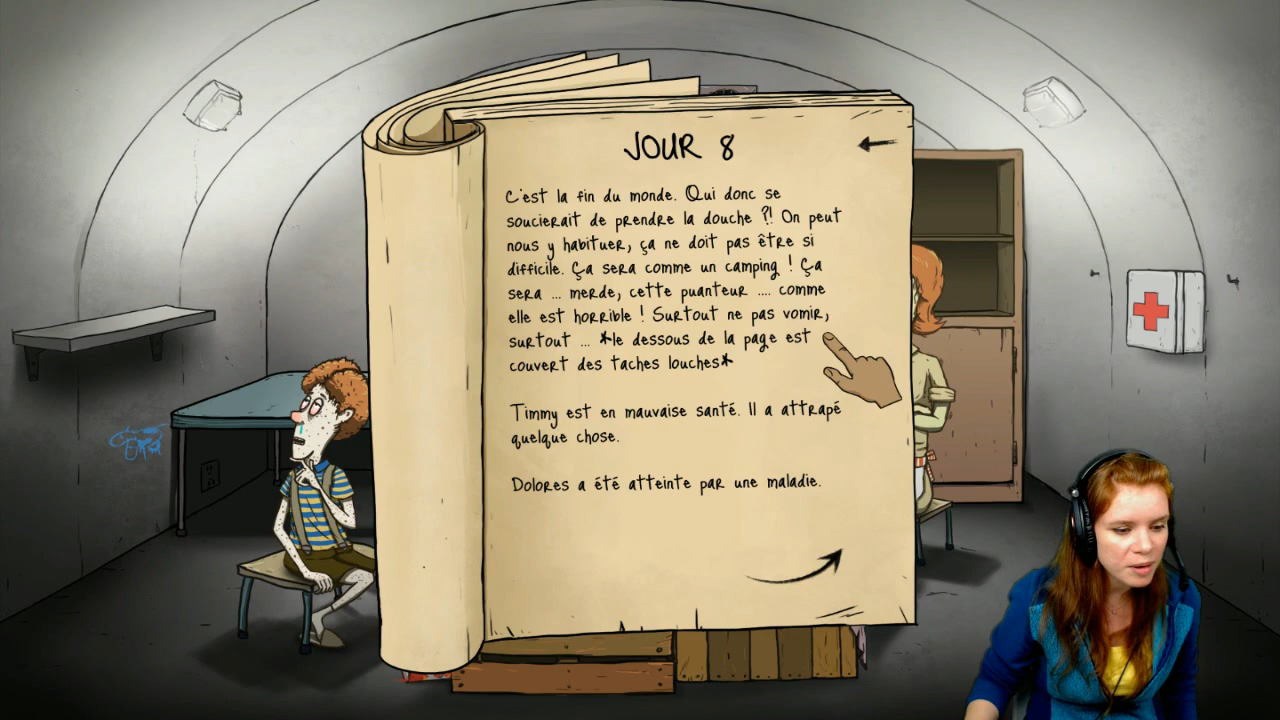 JOUR 8
C'est la fin du monde. Qui donc se
soucierait de prendre la douche ?! On peut
nous y habituer, ça ne doit pas être si
difficile. Ça sera comme un camping ! Ça
sera ... merde, cette puanteur .... comme
elle est horrible ! Surtout ne pas vomir,
surtout ... *le dessous de la page est
couvert des taches louches*
Timmy est en mauvaise santé. Il a attrapé
quelque chose.
Dolores a été atteinte par une maladie.